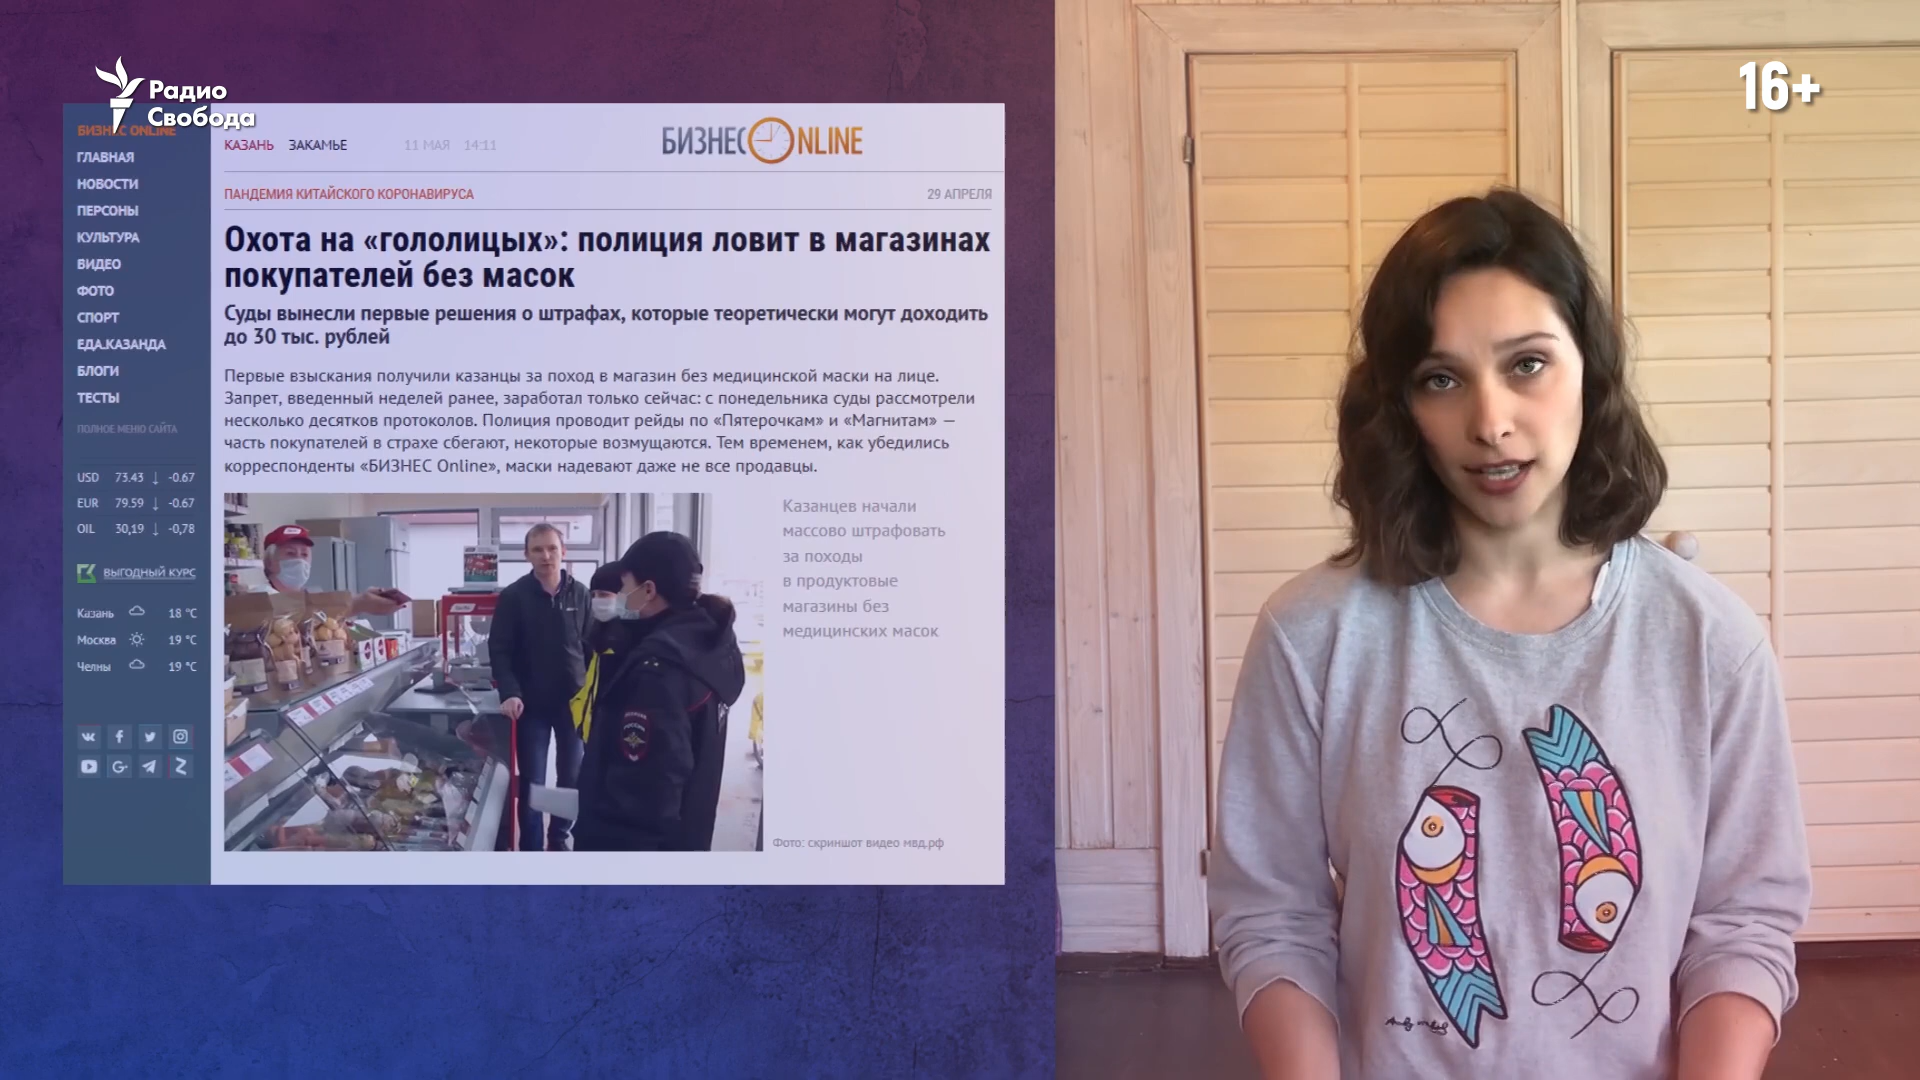 Радио
Свобода
16+
БИЗНЕС ONLINE
ГЛАВНАЯ
НОВОСТИ
ПЕРСОНЫ
КУЛЬТУРА
ВИДЕО
ФОТО
СПОРТ
ЕДА.КАЗАНДА
БЛОГИ
ТЕСТЫ
ПОЛНОЕ МЕНЮ САЙТА
USD 73.43 ↓ -0.67
EUR 79.59 ↓ -0.67
OIL 30,19 ↓ -0,78
ВЫГОДНЫЙ КУРС
Казань 18 °C
Москва 19 °C
Челны 19 °C
КАЗАНЬ ЗАКАМЬЕ 11 МАЯ 14:11
БИЗНЕС ONLINE
ПАНДЕМИЯ КИТАЙСКОГО КОРОНАВИРУСА 29 АПРЕЛЯ
Охота на «гололицых»: полиция ловит в магазинах
покупателей без масок
Суды вынесли первые решения о штрафах, которые теоретически могут доходить
до 30 тыс. рублей
Первые взыскания получили казанцы за поход в магазин без медицинской маски на лице.
Запрет, введенный неделей ранее, заработал только сейчас: с понедельника суды рассмотрели
несколько десятков протоколов. Полиция проводит рейды по «Пятерочкам» и «Магнитам» —
часть покупателей в страхе сбегают, некоторые возмущаются. Тем временем, как убедились
корреспонденты «БИЗНЕС Online», маски надевают даже не все продавцы.
Казанцев начали
массово штрафовать
за походы
в продуктовые
магазины без
медицинских масок
Фото: скриншот видео мвд.рф